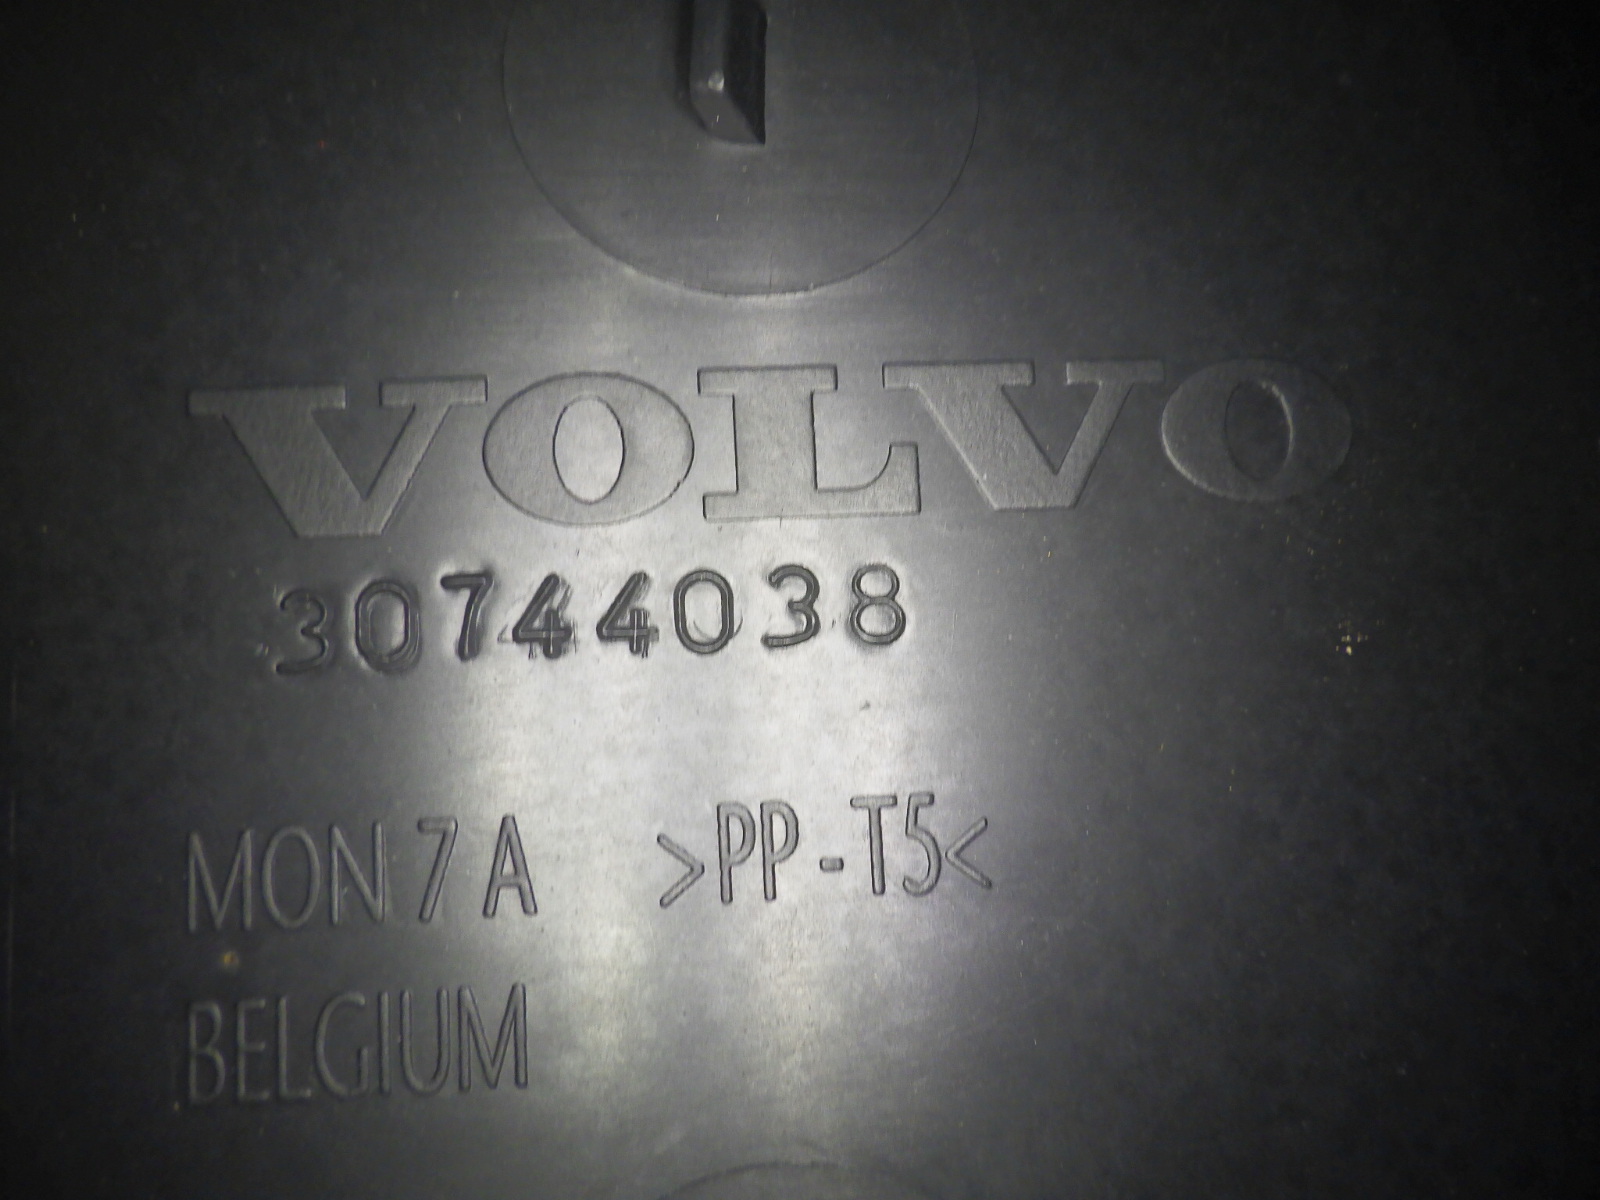 VOLVO
30744038
MON 7 A >PP-T5<
BELGIUM